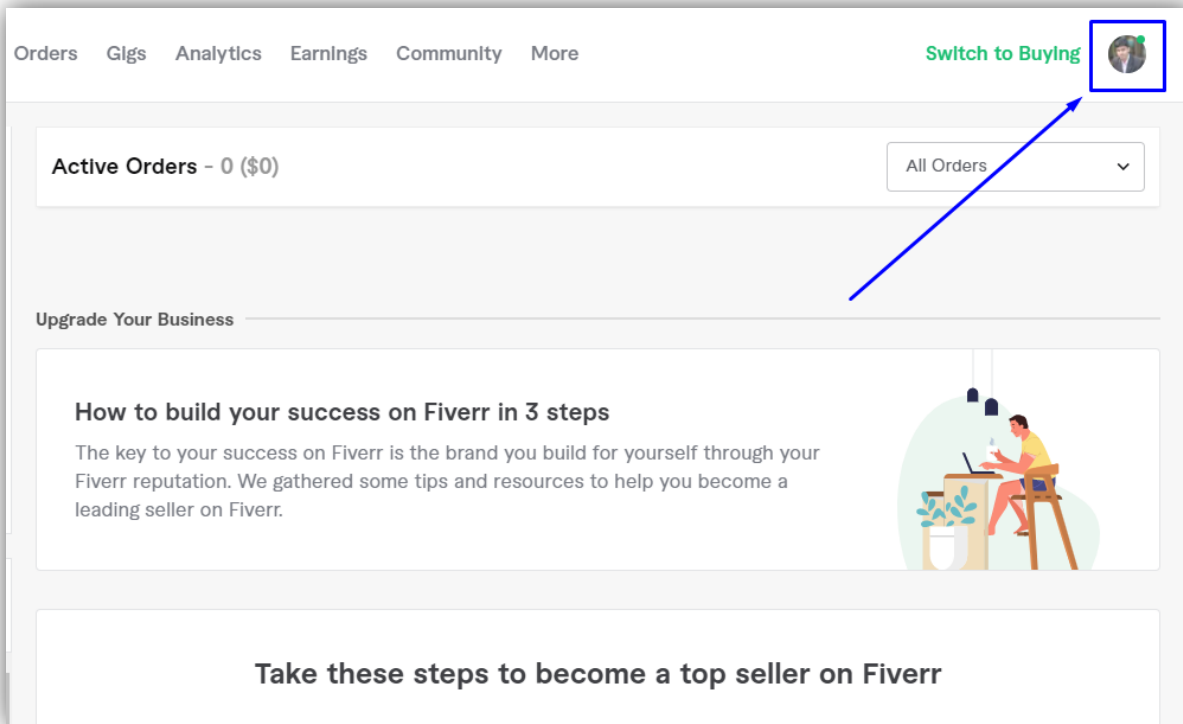 Orders Gigs Analytics Earnings Community More Switch to Buying
Active Orders - 0 ($0)
All Orders
Upgrade Your Business
How to build your success on Fiverr in 3 steps
The key to your success on Fiverr is the brand you build for yourself through your
Fiverr reputation. We gathered some tips and resources to help you become a
leading seller on Fiverr.
Take these steps to become a top seller on Fiverr